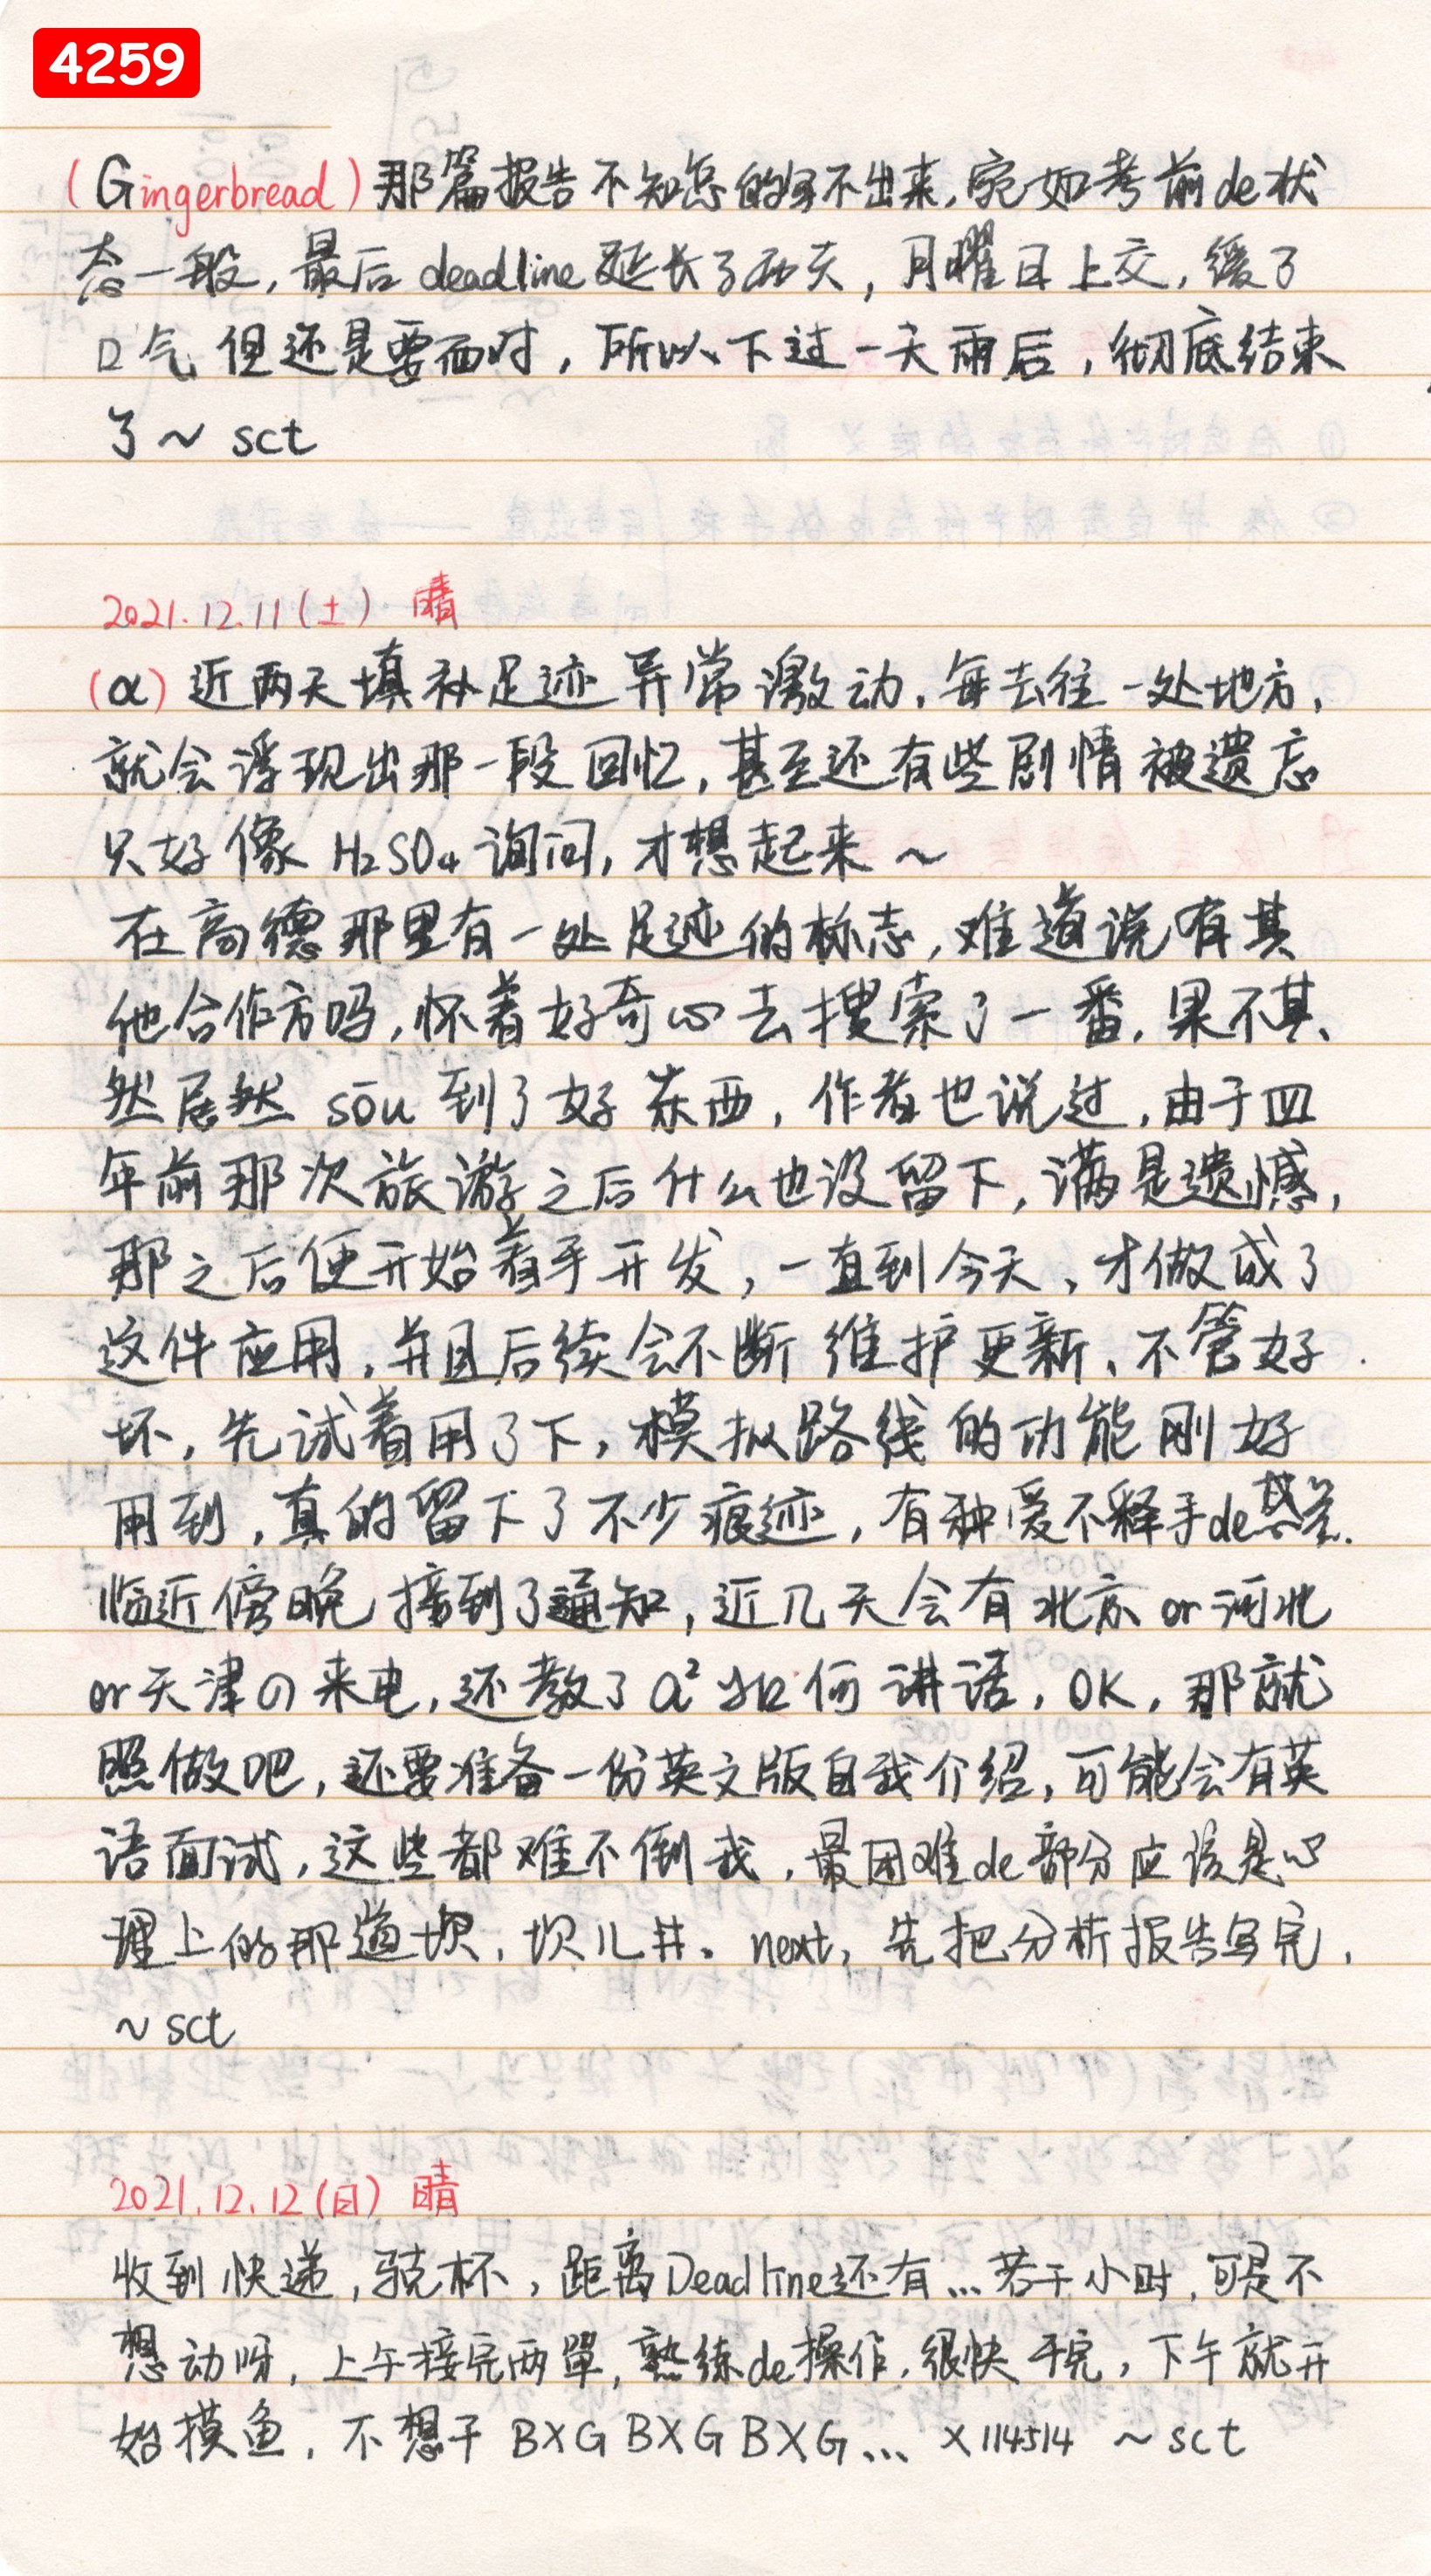 4259
(Gingerbread) 那篇报告不知怎的写不出来,宛如考前de状
态一般,最后deadline延长了两天,月曜日上交,缓了
口气 但还是要面对,所以下过一天雨后,彻底结束
了~ sct
2021.12.11(土) 晴
(α) 近两天填补足迹异常激动,每去往一处地方,
就会浮现出那一段回忆,甚至还有些剧情被遗忘
只好像 H₂SO₄ 询问,才想起来~
在高德那里有一处足迹的标志,难道说有其
他合作方吗,怀着好奇心去搜索了一番,果不其、
然居然 sōu 到了好东西,作者也说过,由于四
年前那次旅游之后什么也没留下,满是遗憾,
那之后便开始着手开发,一直到今天,才做成了
这件应用,并且后续会不断维护更新、不管好
坏,先试着用了下,模拟路线的功能刚好
用到,真的留下了不少痕迹,有种爱不释手de感觉.
临近傍晚接到了通知,近几天会有北京or河北
or天津の来电,还教了a²如何讲话,OK,那就
照做吧,还要准备一份英文版自我介绍,可能会有英
语面试,这些都难不倒我,最困难de部分应该是心
理上的那道坝,坝儿井。next,先把分析报告写完,
~ sct
2021.12.12(日) 晴
收到快递,骁杯,距离Deadline还有…若干小时,可是不
想动呀,上午接完两單,熟练de操作,很快干完,下午就开
始摸鱼,不想干 BXG BXG BXG… ×114514 ~sct